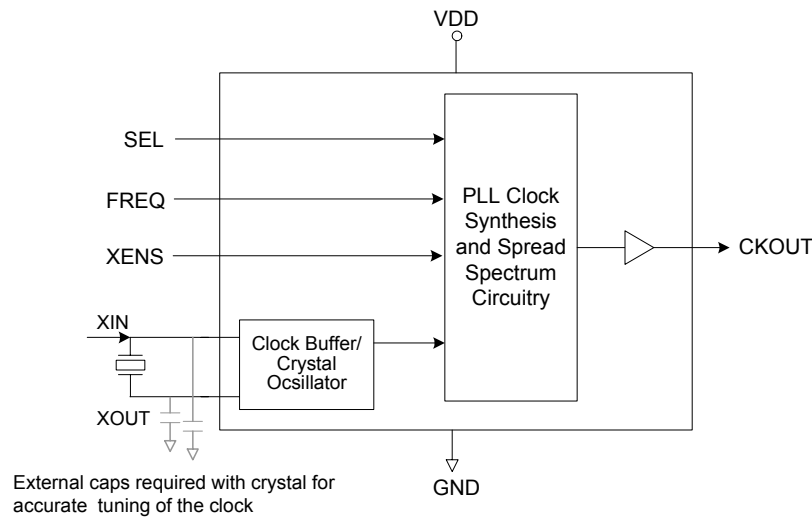 VDD
SEL
FREQ
XENS
XIN
XOUT
Clock Buffer/
Crystal
Ocsillator
PLL Clock
Synthesis
and Spread
Spectrum
Circuitry
CKOUT
GND
External caps required with crystal for
accurate tuning of the clock